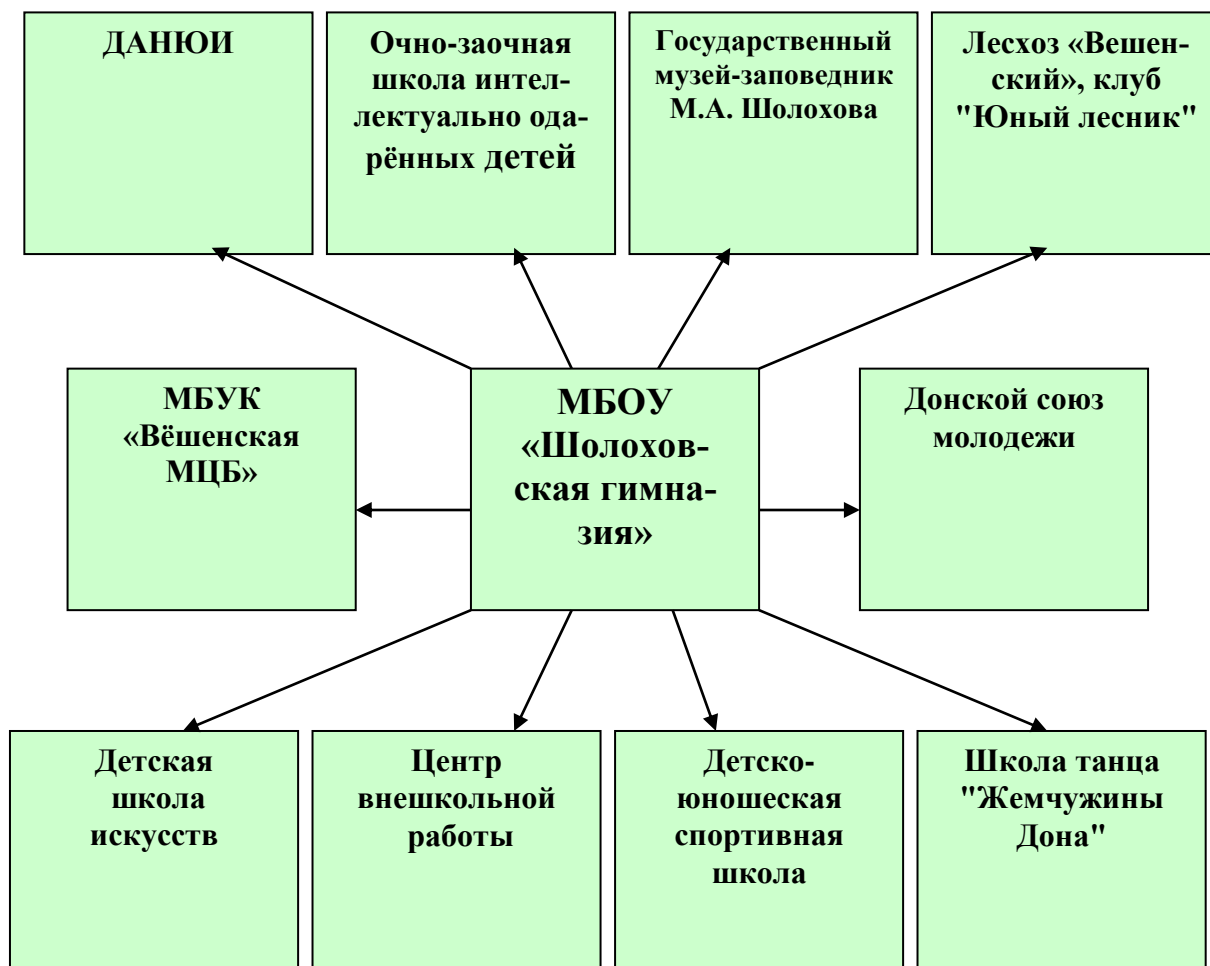 ДАНЮИ
Очно-заочная
школа интел-
лектуально ода-
рённых детей
Государственный
музей-заповедник
М.А. Шолохова
Лесхоз «Вешен-
ский», клуб
"Юный лесник"
МБУК
«Вёшенская
МЦБ»
МБОУ
«Шолохов-
ская гимна-
зия»
Донской союз
молодежи
Детская
школа
искусств
Центр
внешкольной
работы
Детско-
юношеская
спортивная
школа
Школа танца
"Жемчужины
Дона"